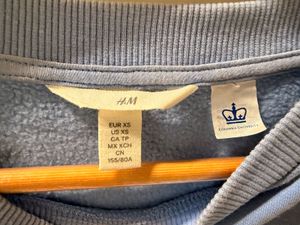 H&M
EUR XS
US XS
CA TP
MX XCH
CN
155/80A
COLUMBIA UNIVERSITY